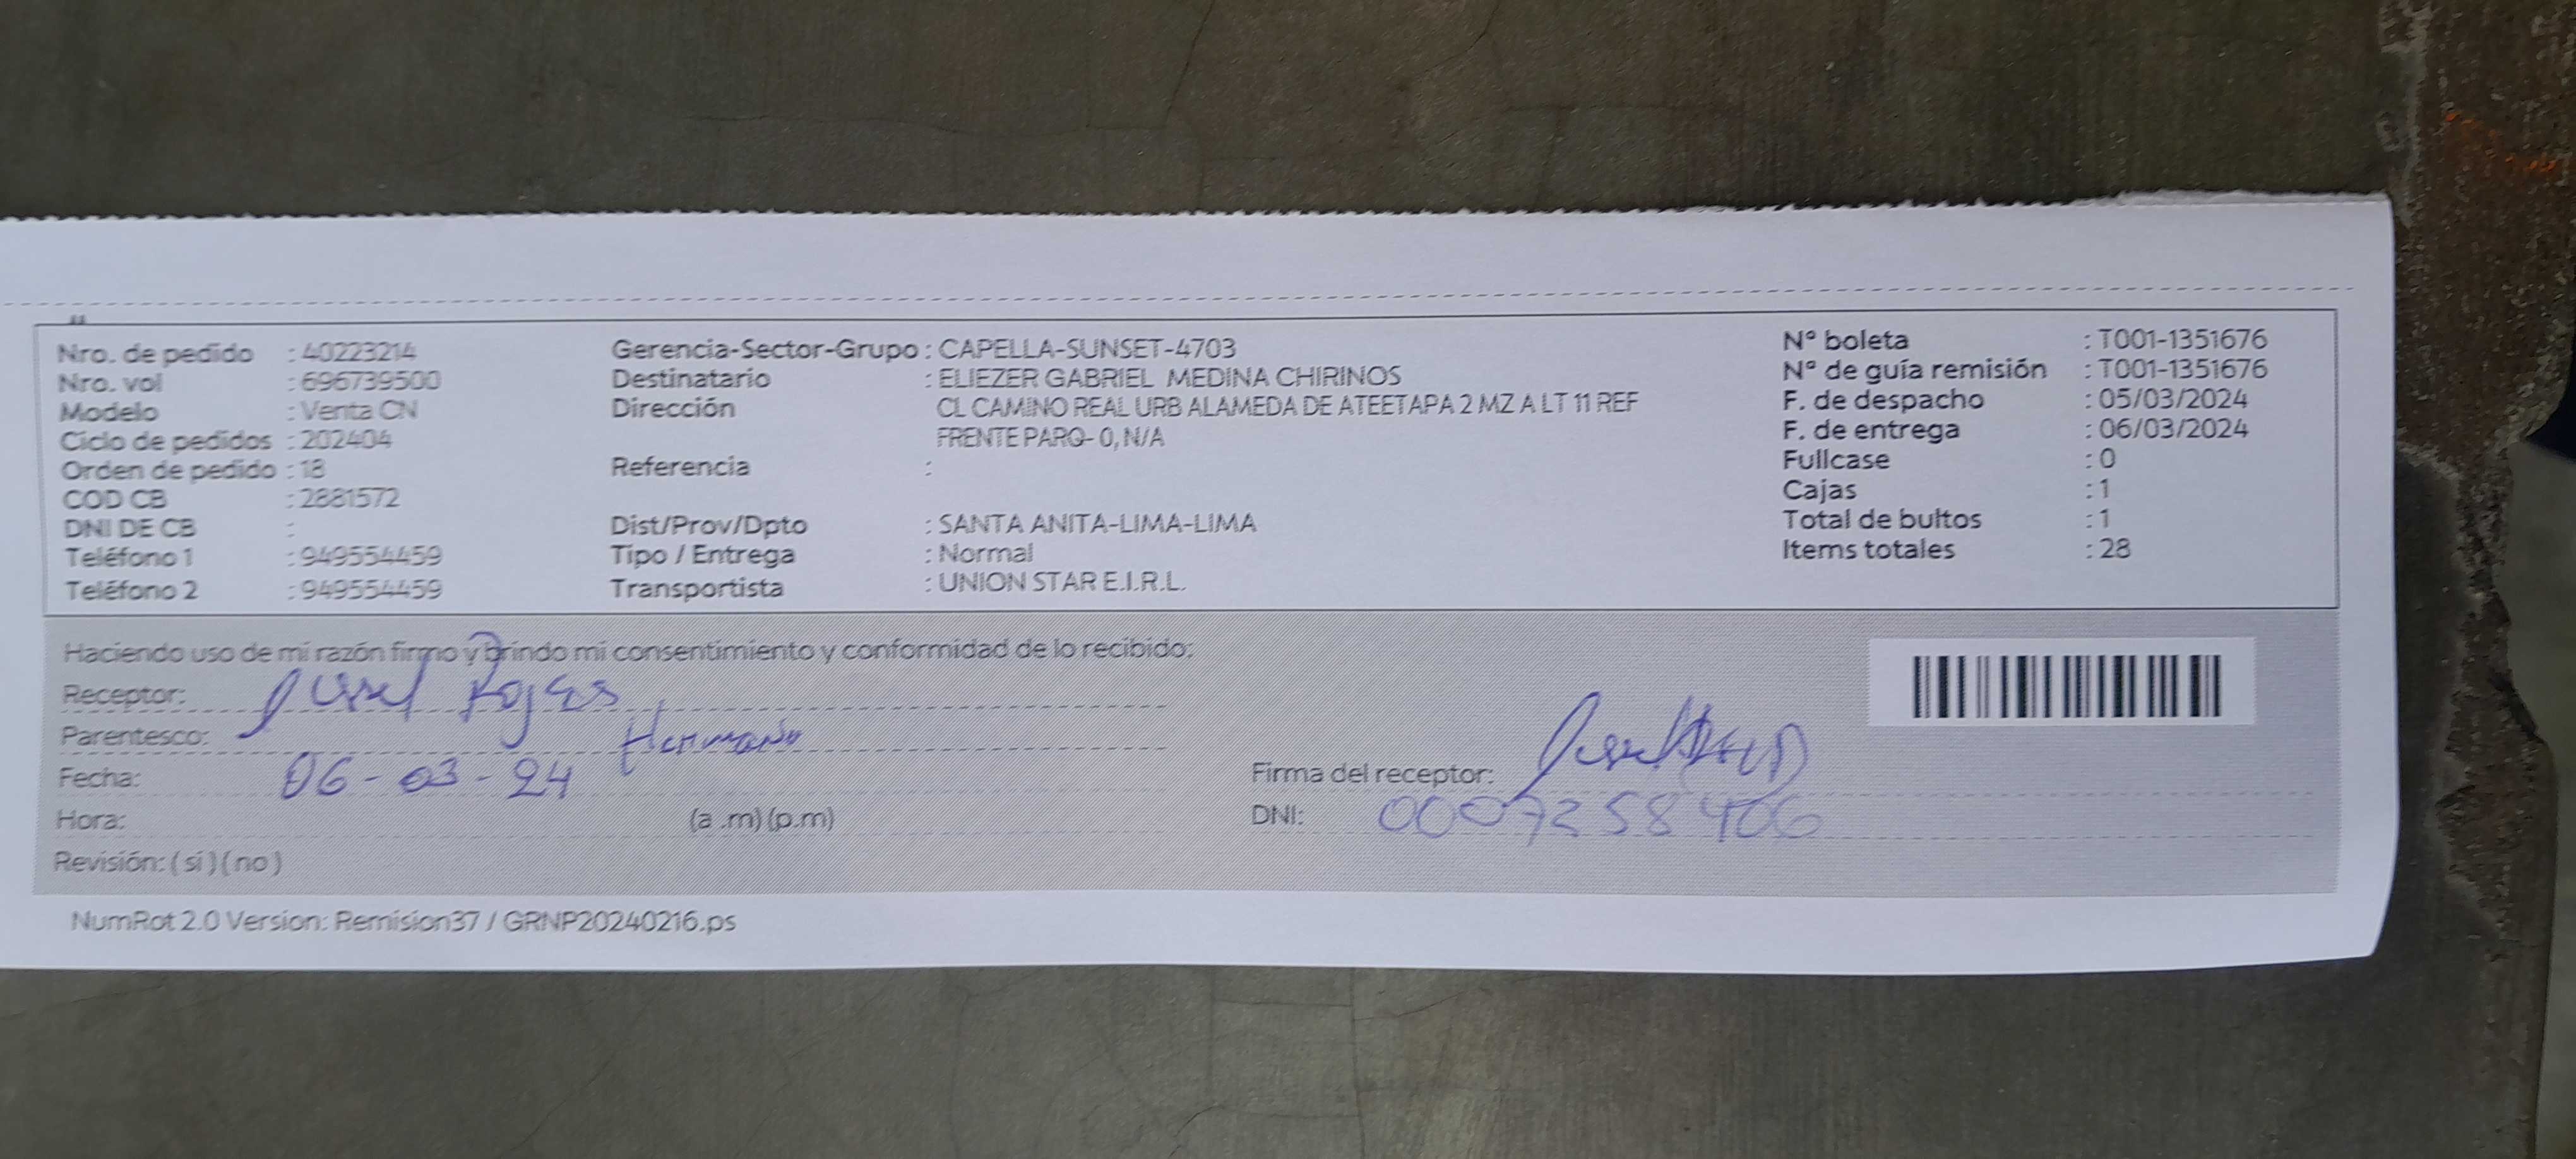 Nro. de pedido : 40223214
Nro. vol : 696739500
Modelo : Venta CN
Ciclo de pedidos : 202404
Orden de pedido : 18
COD CB : 2881572
DNI DE CB :
Teléfono 1 : 949554459
Teléfono 2 : 949554459
Gerencia-Sector-Grupo : CAPELLA-SUNSET-4703
Destinatario : ELIEZER GABRIEL MEDINA CHIRINOS
Dirección CL CAMINO REAL URB ALAMEDA DE ATEETAPA 2 MZ A LT 11 REF
FRENTE PARQ- 0, N/A
Referencia :
Dist/Prov/Dpto : SANTA ANITA-LIMA-LIMA
Tipo / Entrega : Normal
Transportista : UNION STAR E.I.R.L.
N° boleta : T001-1351676
N° de guía remisión : T001-1351676
F. de despacho : 05/03/2024
F. de entrega : 06/03/2024
Fullcase : 0
Cajas : 1
Total de bultos : 1
Items totales : 28
Haciendo uso de mi razón firmo y brindo mi consentimiento y conformidad de lo recibido:
Receptor: Rojas
Parentesco: Hermano
Fecha: 06-03-24
Hora: (a .m) (p.m)
Revisión: ( si ) ( no )
Firma del receptor:
DNI: 0007258406
NumRot 2.0 Version: Remision37 / GRNP20240216.ps